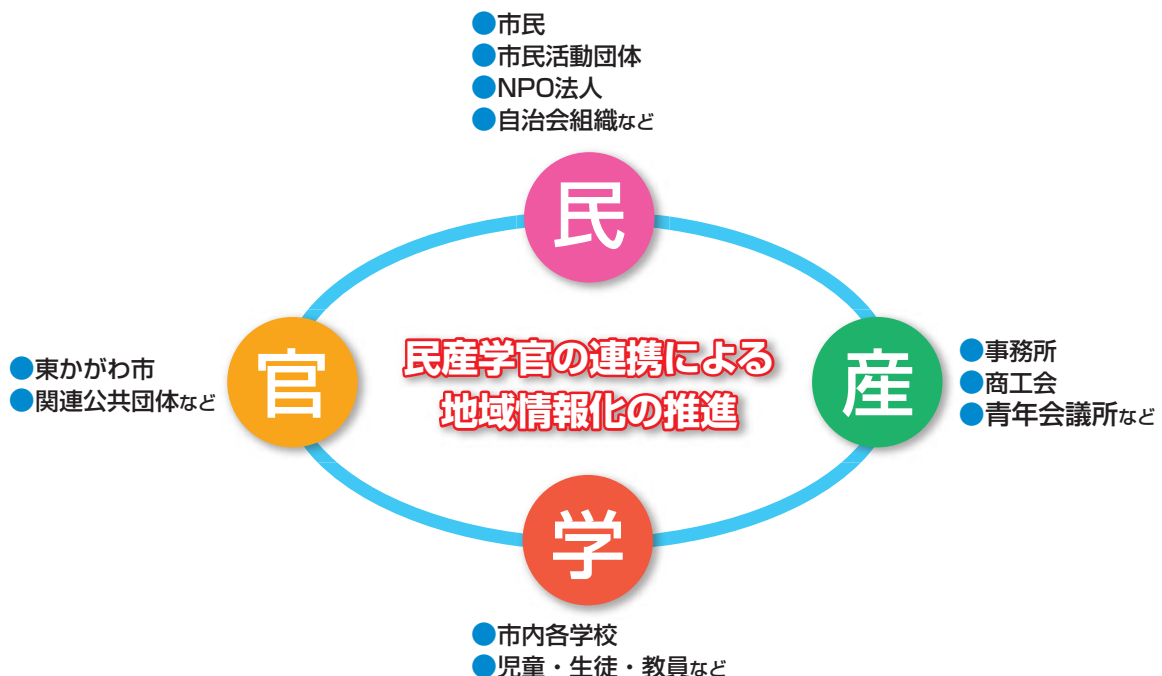 ●市民
●市民活動団体
●NPO法人
●自治会組織など
民
官
民産学官の連携による
地域情報化の推進
産
●東かがわ市
●関連公共団体など
●事務所
●商工会
●青年会議所など
学
●市内各学校
●児童・生徒・教員など